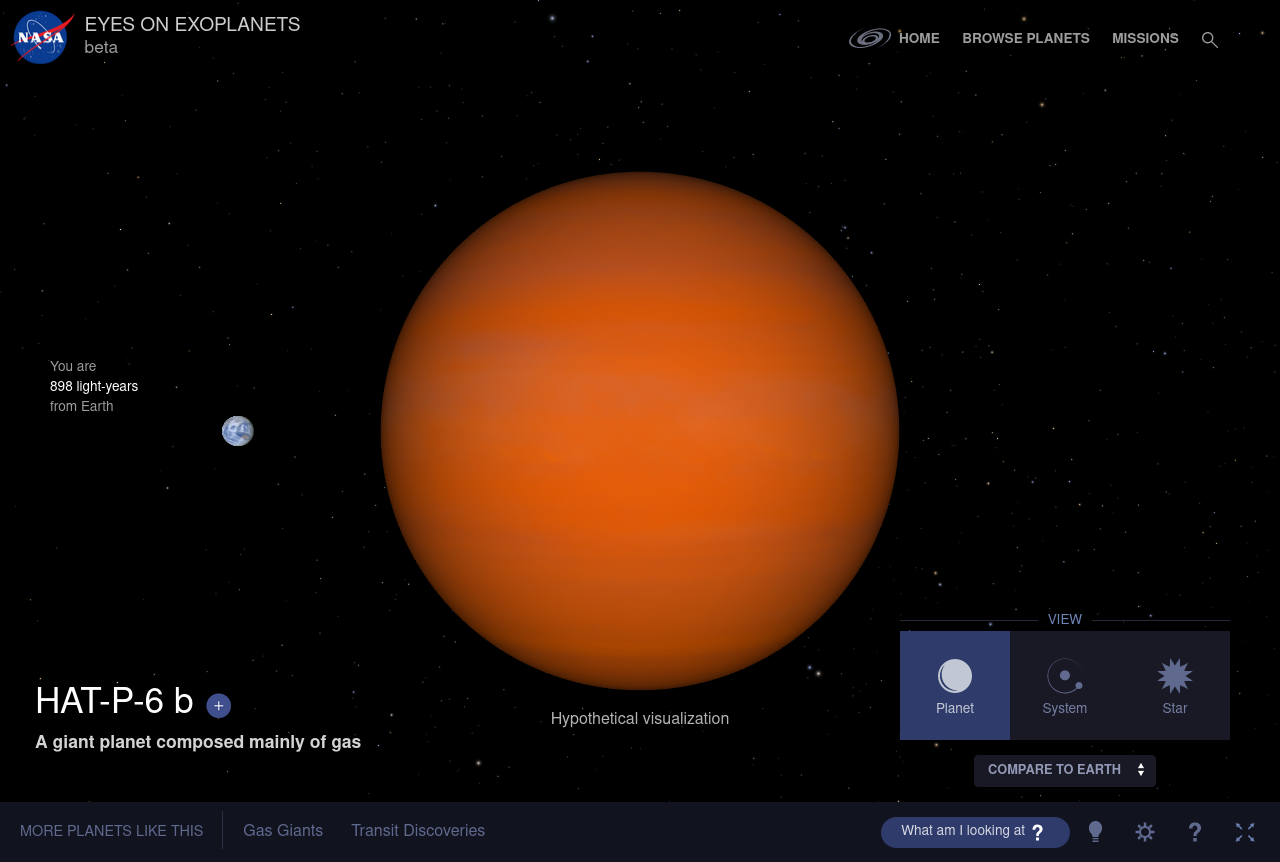 NASA
EYES ON EXOPLANETS
beta
HOME
BROWSE PLANETS
MISSIONS
You are
898 light-years
from Earth
VIEW
Planet
System
Star
HAT-P-6 b +
A giant planet composed mainly of gas
Hypothetical visualization
COMPARE TO EARTH
MORE PLANETS LIKE THIS
Gas Giants
Transit Discoveries
What am I looking at ?
?